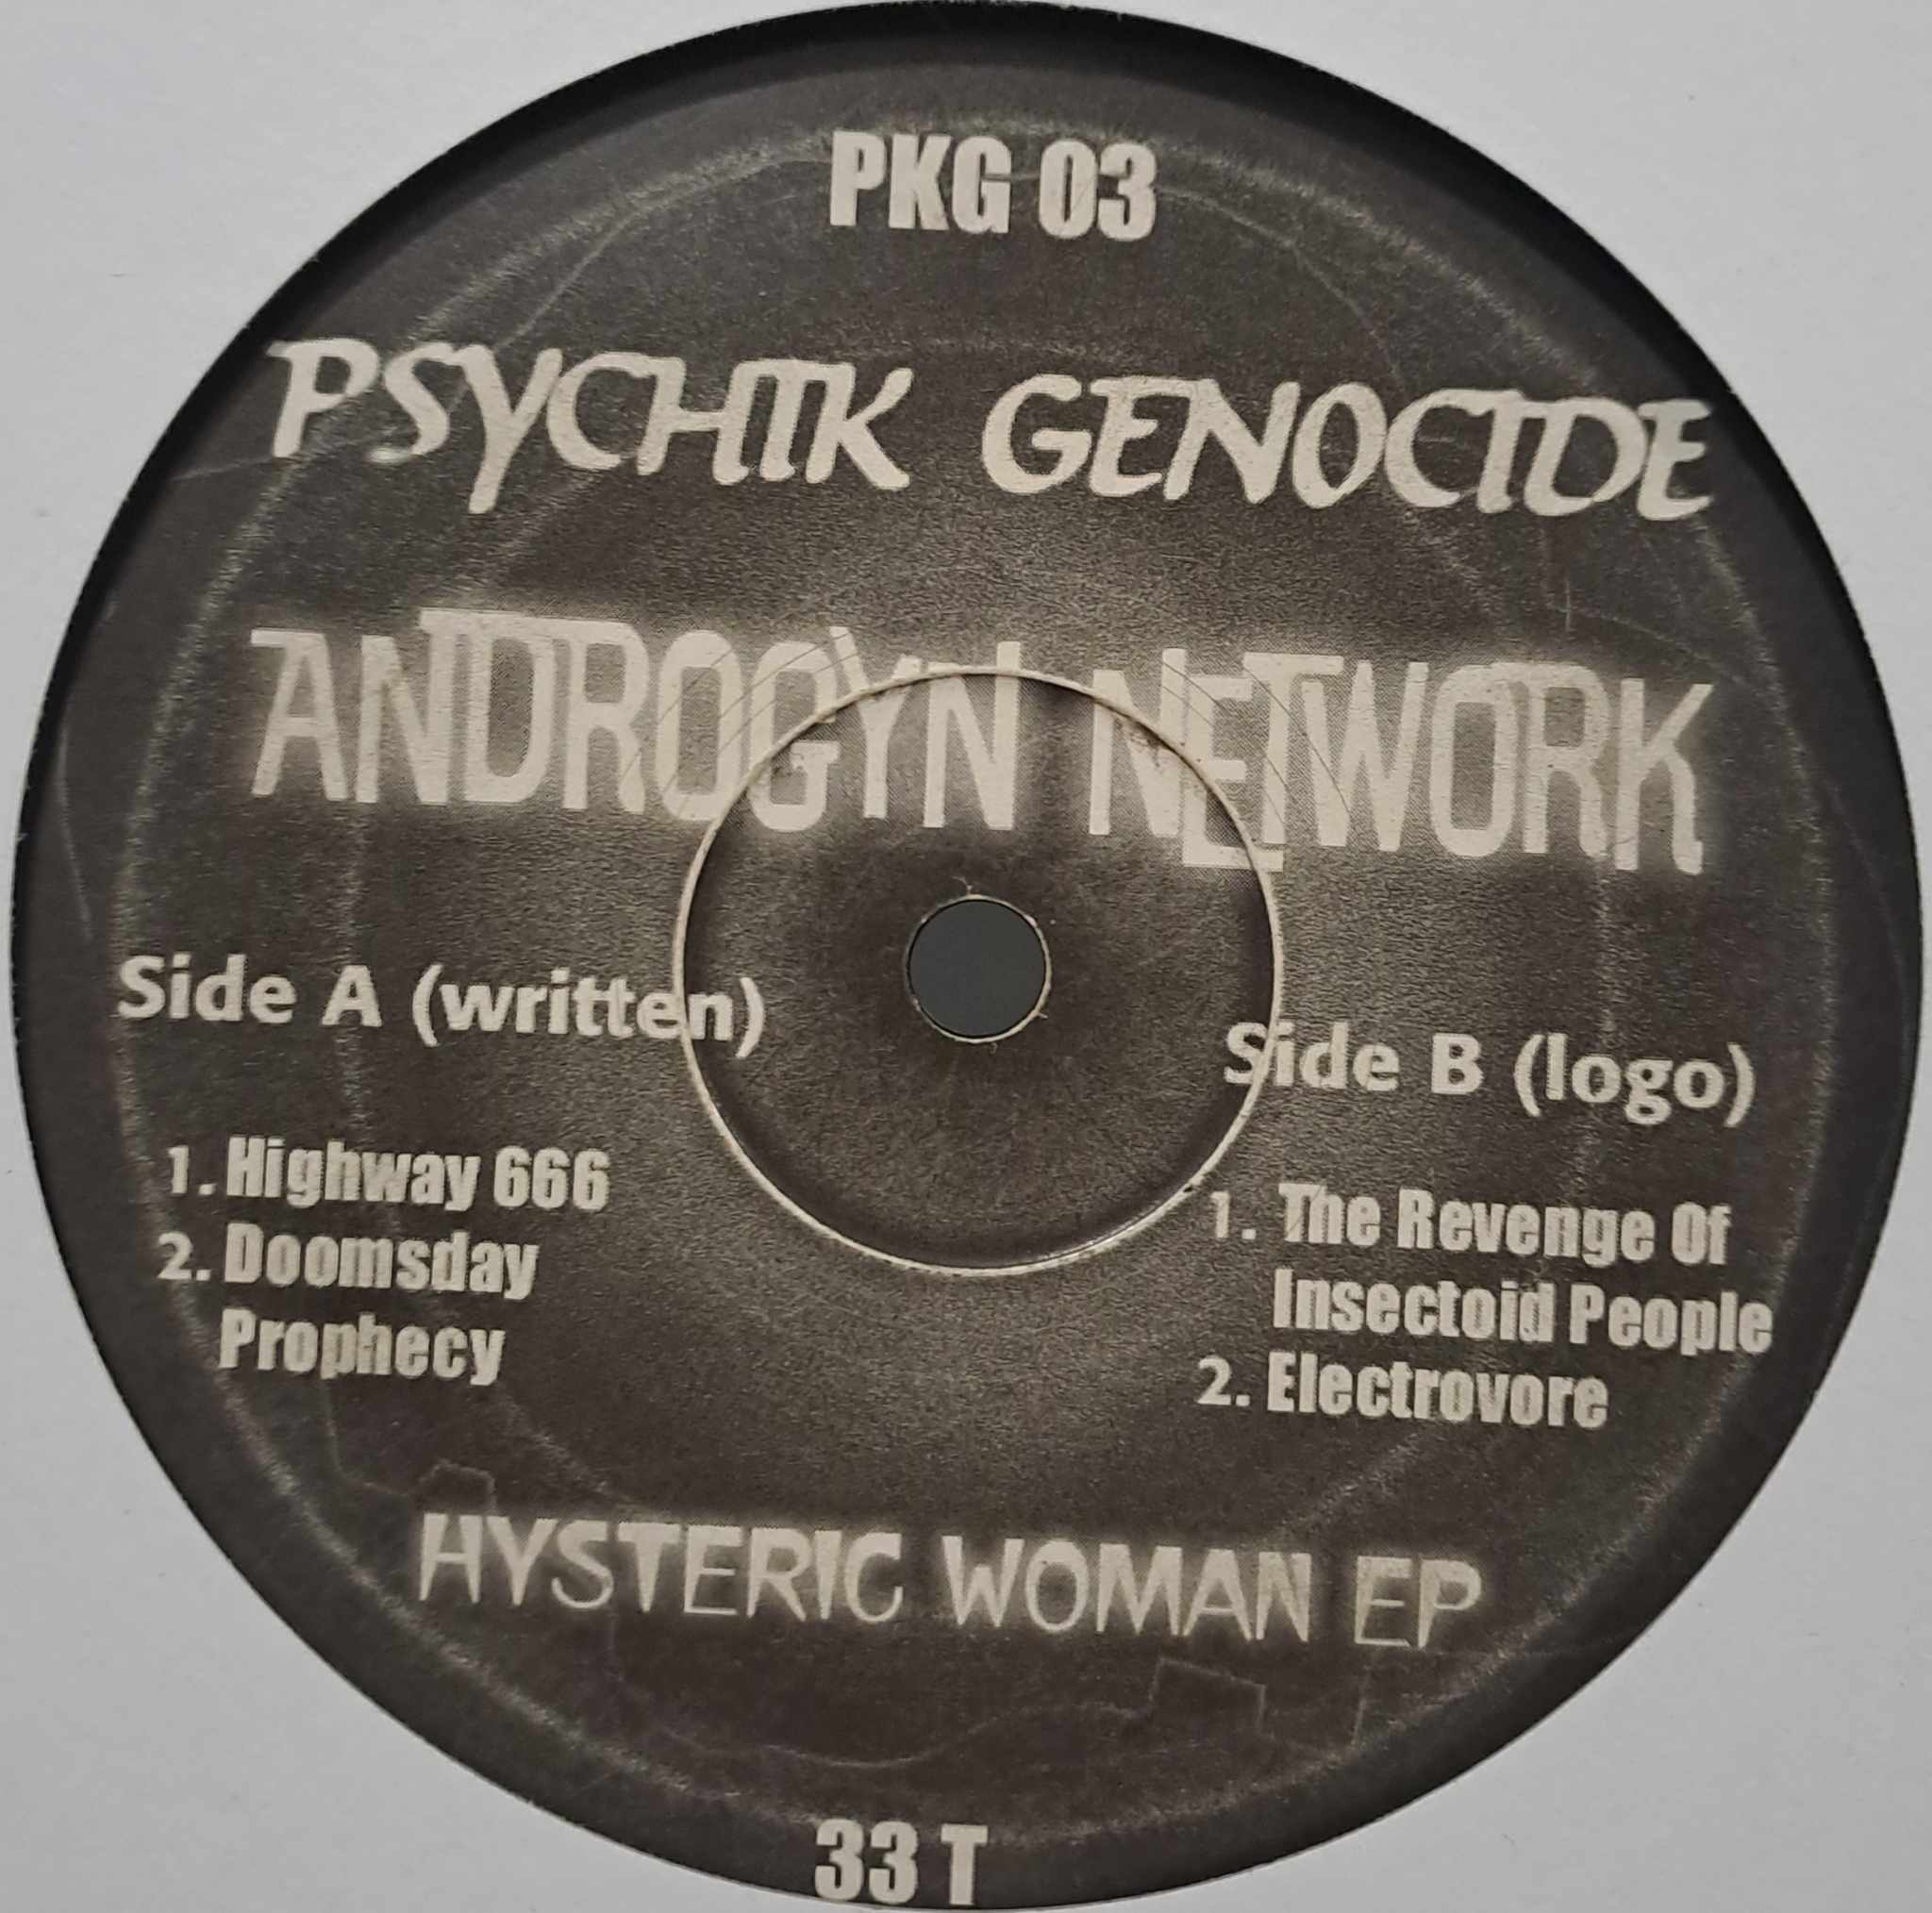 PKG 03
PSYCHIK GENOCIDE
ANDROGYN NETWORK
Side A (written)
1. Highway 666
2. Doomsday
Prophecy
Side B (logo)
1. The Revenge Of
Insectoid People
2. Electrovore
HYSTERIC WOMAN EP
33 T